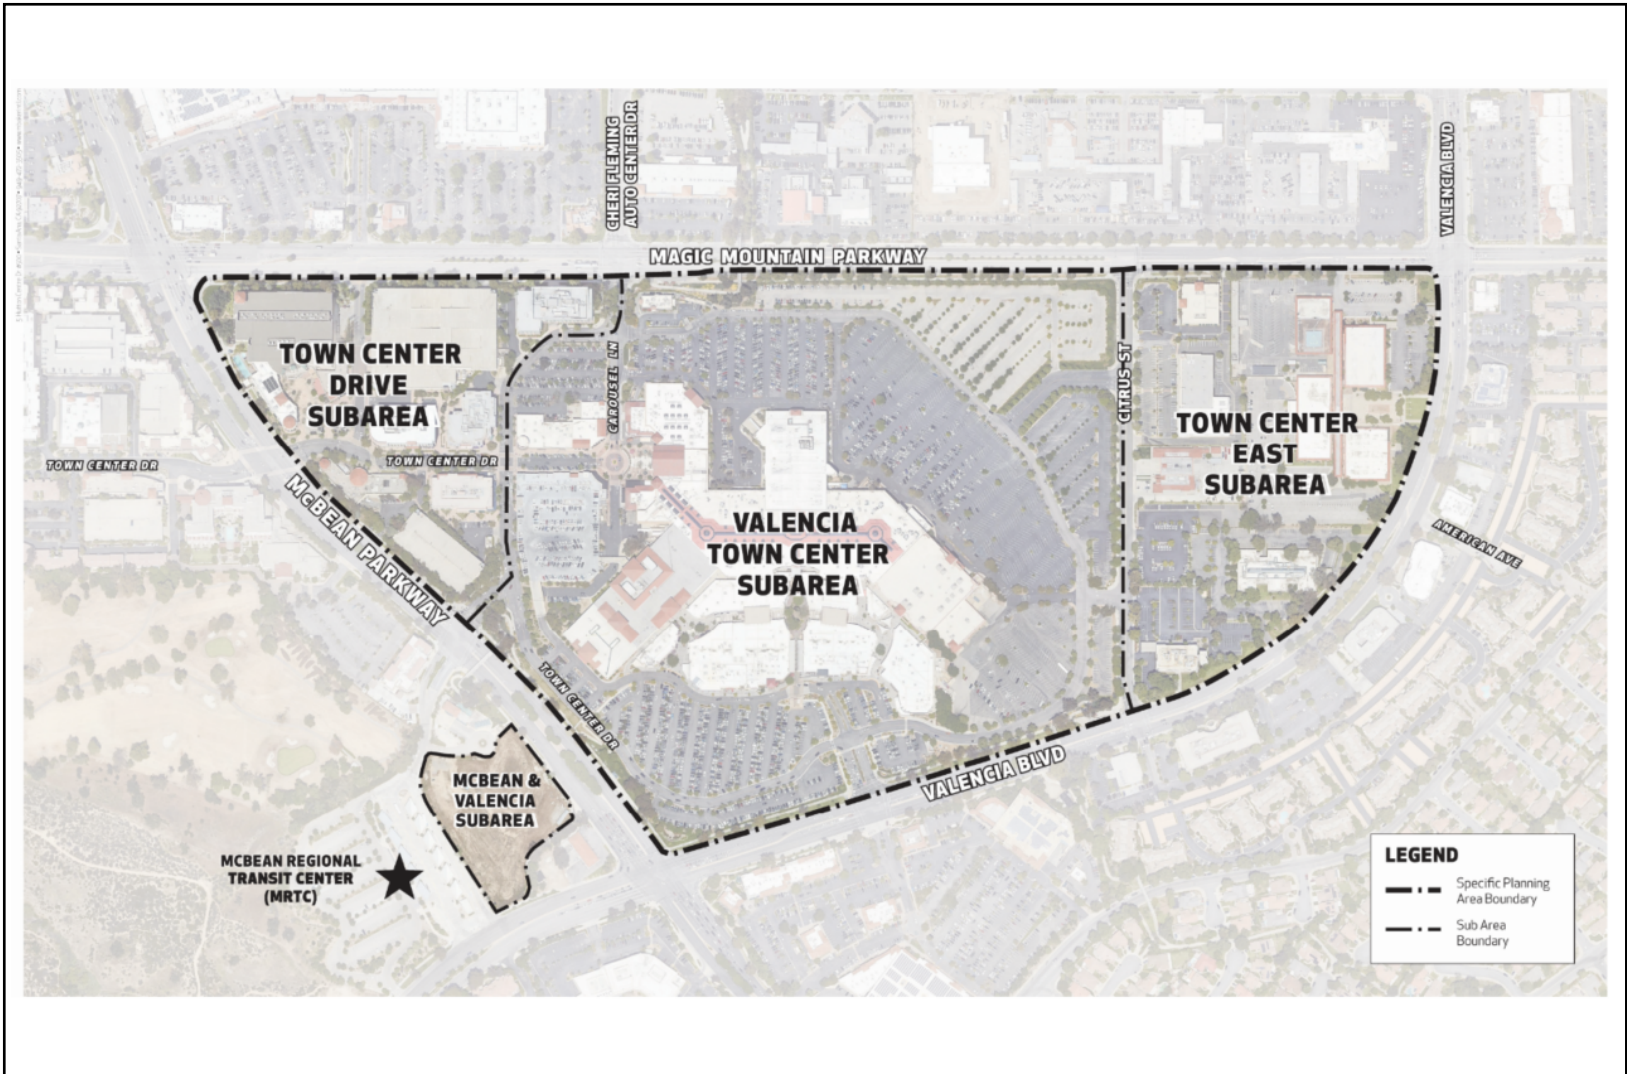 CHERI FLEMING
AUTO CENTER DR
VALENCIA BLVD
MAGIC MOUNTAIN PARKWAY
TOWN CENTER
DRIVE
SUBAREA
CAROUSEL LN
CITRUS ST
TOWN CENTER
EAST
SUBAREA
TOWN CENTER DR
TOWN CENTER DR
McBEAN PARKWAY
VALENCIA
TOWN CENTER
SUBAREA
AMERICAN AVE
TOWN CENTER DR
VALENCIA BLVD
MCBEAN &
VALENCIA
SUBAREA
MCBEAN REGIONAL
TRANSIT CENTER
(MRTC)
LEGEND
Specific Planning
Area Boundary
Sub Area
Boundary